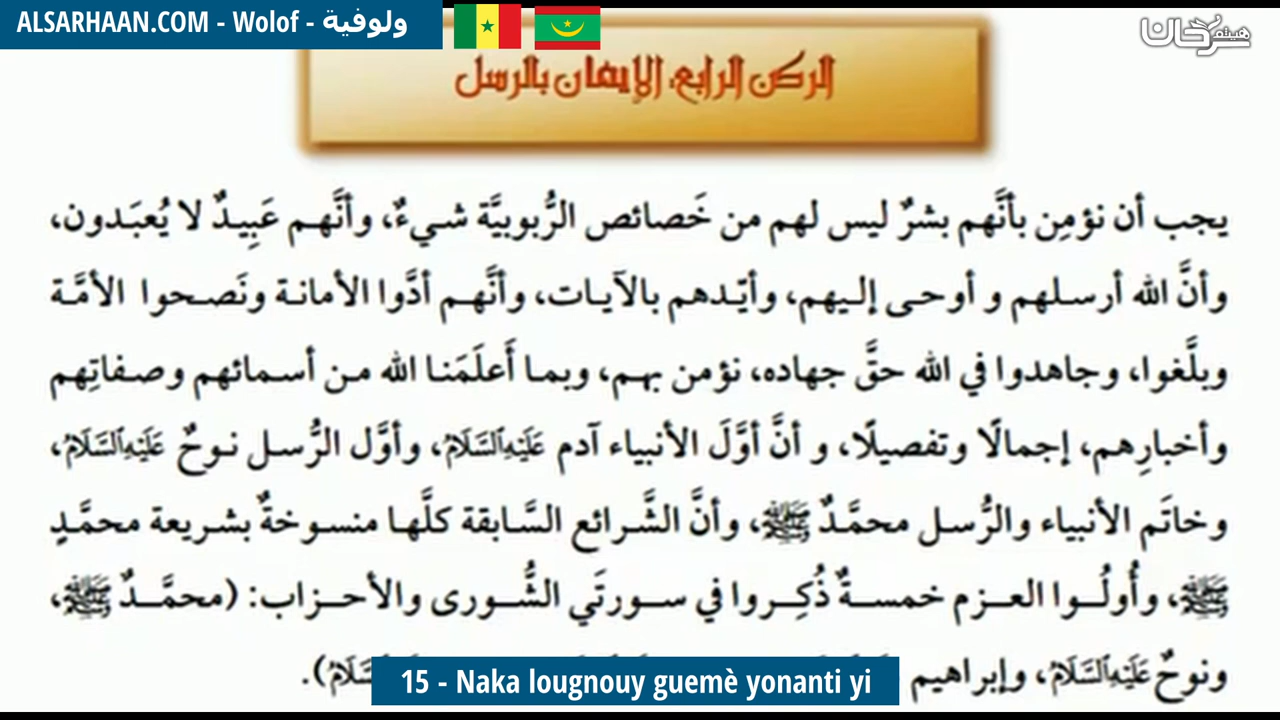 ALSARHAAN.COM - Wolof - ولوفية
هيثم سرحان
الركن الرابع: الإيمان بالرسل
يجب أن نؤمِن بأنَّهم بشرٌ ليس لهم من خَصائص الرُّبوبيَّة شيءٌ، وأنَّهم عَبِيدٌ لا يُعبَدون،
وأنَّ الله أرسلهم و أوحى إليهم، وأيّدهم بالآيات، وأنَّهم أدَّوا الأمانة ونَصحوا الأمَّة
وبلَّغوا، وجاهدوا في الله حقَّ جهاده، نؤمن بهم، وبما أَعلَمَنا الله من أسمائهم وصفاتِهم
وأخبارِهم، إجمالًا وتفصيلًا، و أنَّ أوَّلَ الأنبياء آدم عَلَيْهِ السَّلَامُ، وأوَّل الرُّسل نوحٌ عَلَيْهِ السَّلَامُ،
وخاتَم الأنبياء والرُّسل محمَّدٌ ﷺ، وأنَّ الشَّرائع السَّابقة كلَّها منسوخةٌ بشريعة محمَّدٍ
ﷺ، وأُولُوا العزم خمسةٌ ذُكِروا في سورتَي الشُّورى والأحزاب: (محمَّدٌ ﷺ،
ونوحٌ عَلَيْهِ السَّلَامُ، وإبراهيم
15 - Naka lougnouy guemè yonanti yi